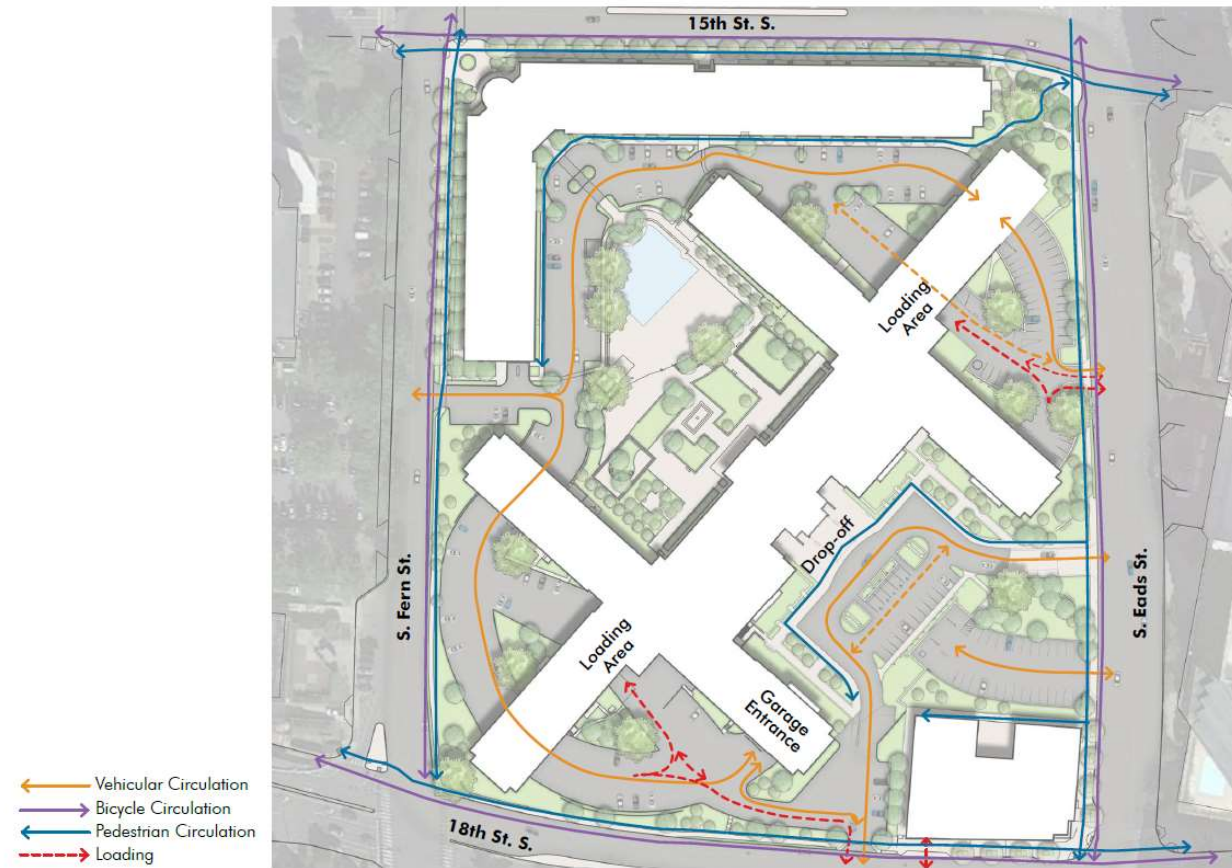 15th St. S.
Loading
Area
Drop-off
S. Fern St.
S. Eads St.
Loading
Area
Garage
Entrance
18th St. S.
Vehicular Circulation
Bicycle Circulation
Pedestrian Circulation
Loading